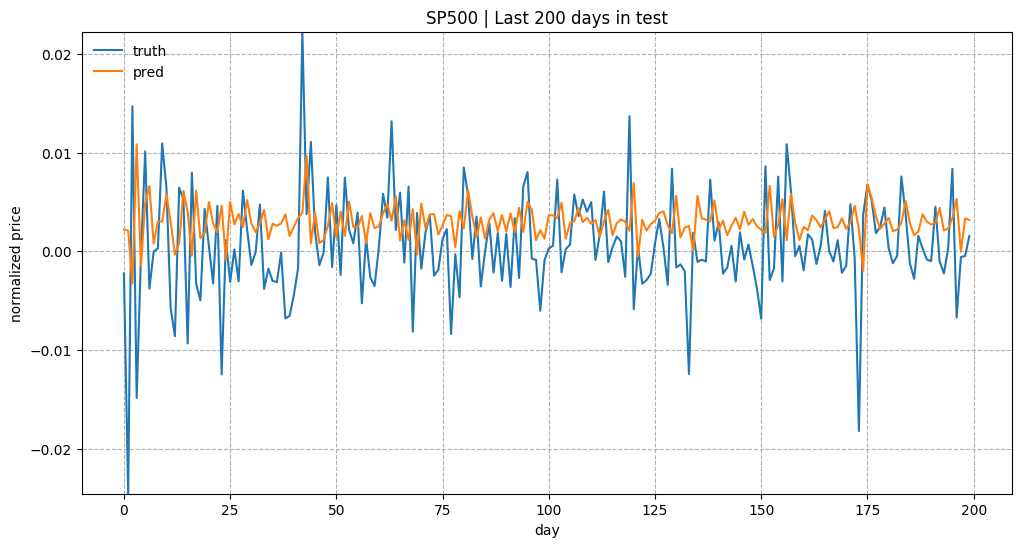 SP500 | Last 200 days in test
truth
pred
0.02
0.01
0.00
−0.01
−0.02
normalized price
0 25 50 75 100 125 150 175 200
day